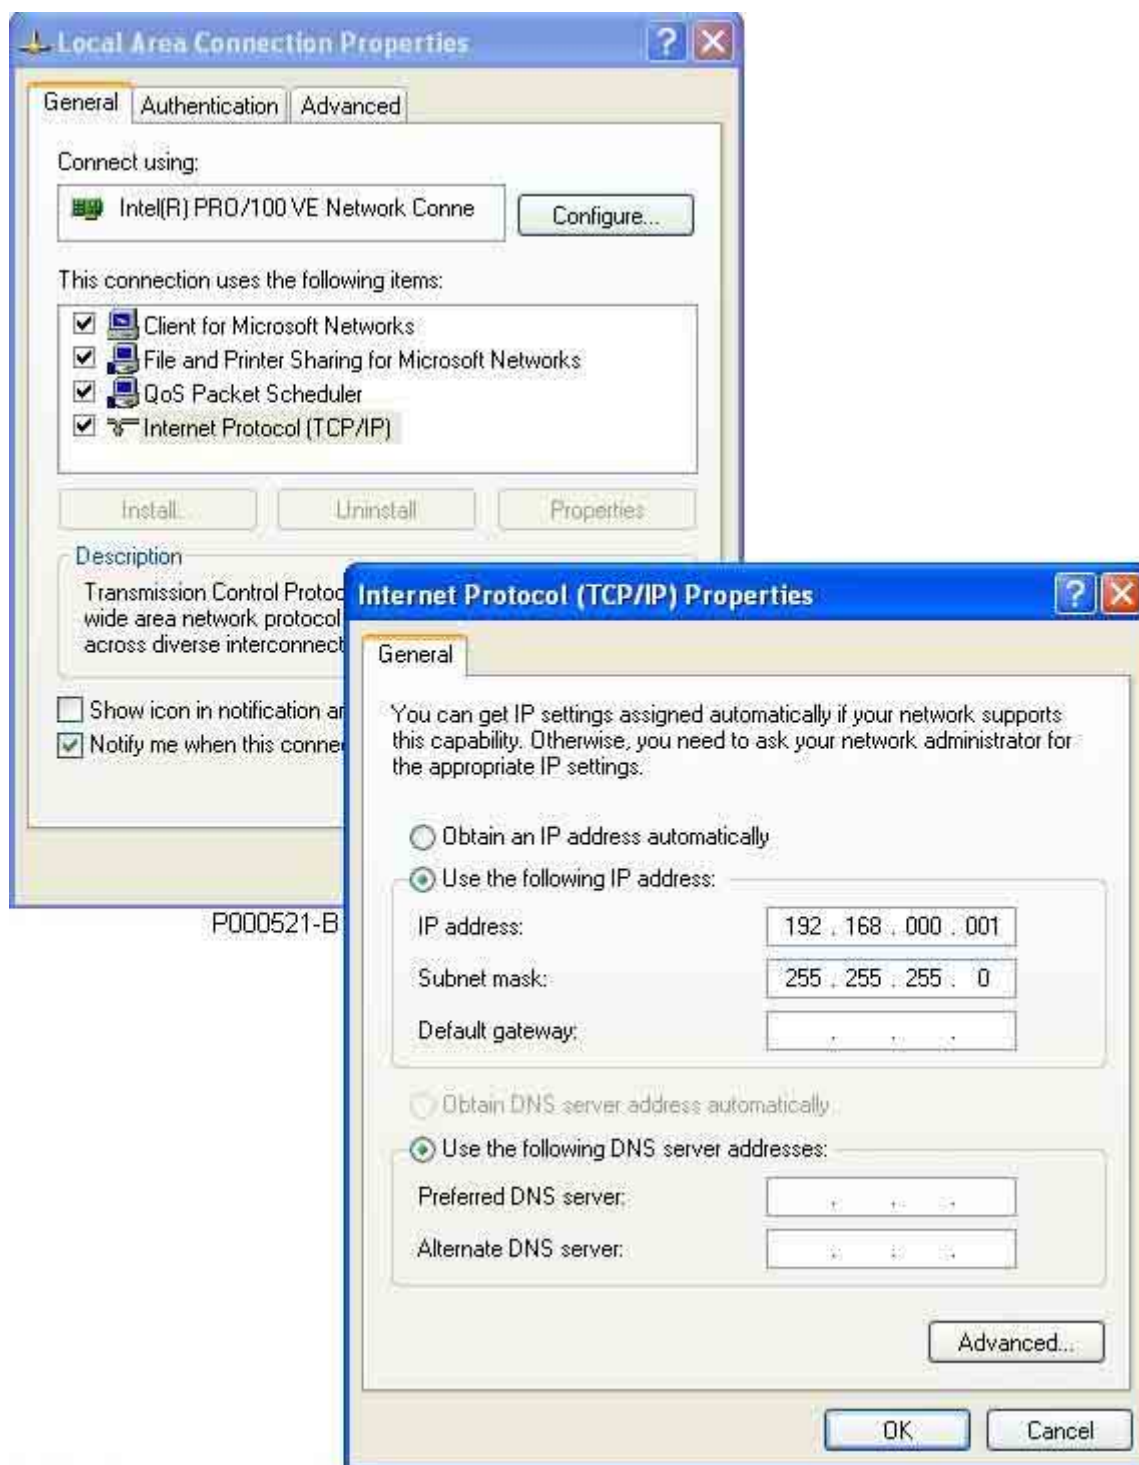 Local Area Connection Properties
General Authentication Advanced
Connect using:
Intel(R) PRO/100 VE Network Conne Configure...
This connection uses the following items:
Client for Microsoft Networks
File and Printer Sharing for Microsoft Networks
QoS Packet Scheduler
Internet Protocol (TCP/IP)
Install... Uninstall Properties
Description
Transmission Control Protoc
wide area network protocol
across diverse interconnect
Show icon in notification ar
Notify me when this connec
P000521-B
Internet Protocol (TCP/IP) Properties
General
You can get IP settings assigned automatically if your network supports
this capability. Otherwise, you need to ask your network administrator for
the appropriate IP settings.
Obtain an IP address automatically
Use the following IP address:
IP address: 192 . 168 . 000 . 001
Subnet mask: 255 . 255 . 255 . 0
Default gateway: . . .
Obtain DNS server address automatically
Use the following DNS server addresses:
Preferred DNS server: . . .
Alternate DNS server: . . .
Advanced...
OK Cancel